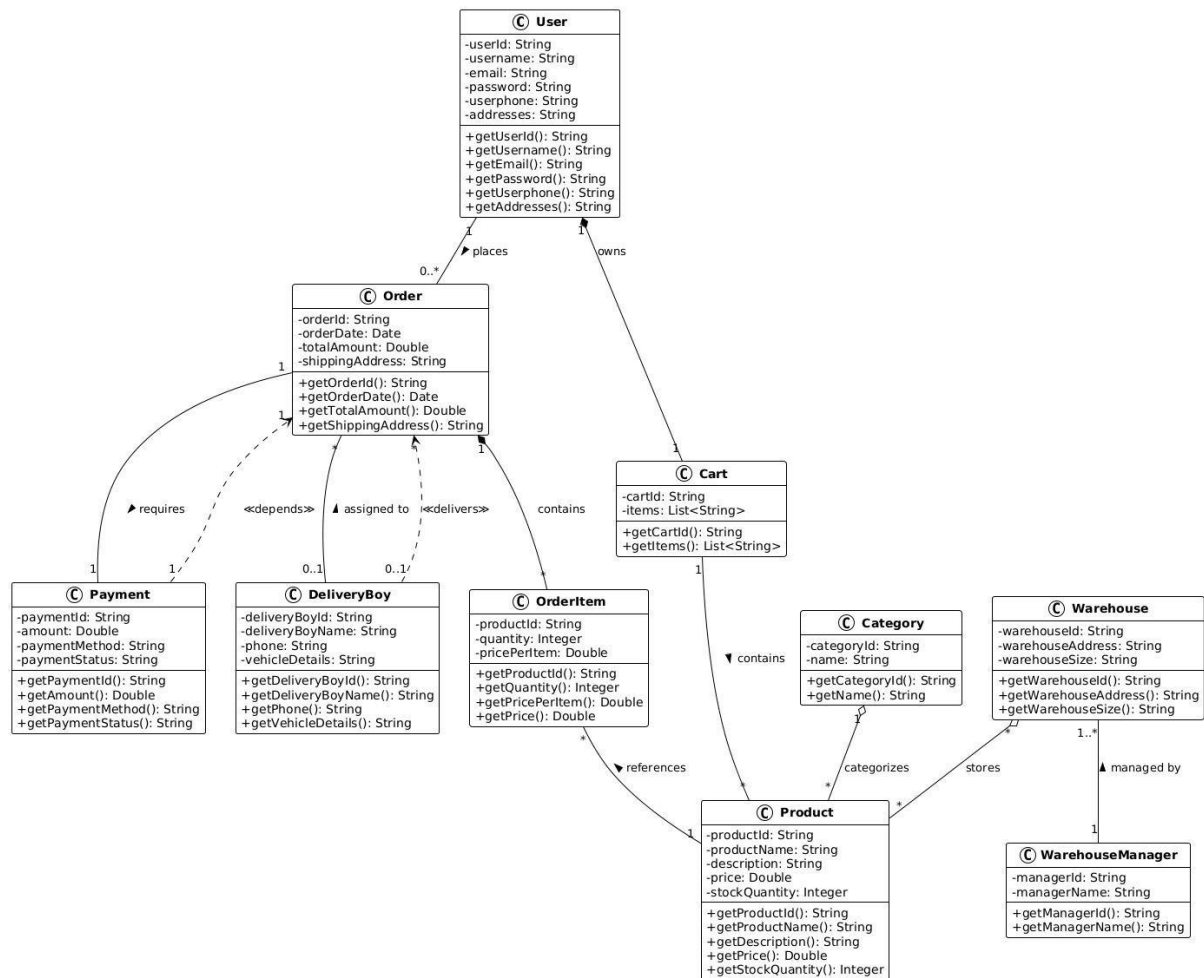 C User
-userId: String
-username: String
-email: String
-password: String
-userphone: String
-addresses: String
+getUserId(): String
+getUsername(): String
+getEmail(): String
+getPassword(): String
+getUserphone(): String
+getAddresses(): String
1
1
places
owns
0..*
C Order
-orderId: String
-orderDate: Date
-totalAmount: Double
-shippingAddress: String
+getOrderId(): String
+getOrderDate(): Date
+getTotalAmount(): Double
+getShippingAddress(): String
1
1
*
*
1
1
C Cart
-cartId: String
-items: List<String>
+getCartId(): String
+getItems(): List<String>
requires
«depends»
assigned to
«delivers»
contains
1
1
0..1
0..1
*
1
C Payment
-paymentId: String
-amount: Double
-paymentMethod: String
-paymentStatus: String
+getPaymentId(): String
+getAmount(): Double
+getPaymentMethod(): String
+getPaymentStatus(): String
C DeliveryBoy
-deliveryBoyId: String
-deliveryBoyName: String
-phone: String
-vehicleDetails: String
+getDeliveryBoyId(): String
+getDeliveryBoyName(): String
+getPhone(): String
+getVehicleDetails(): String
C OrderItem
-productId: String
-quantity: Integer
-pricePerItem: Double
+getProductId(): String
+getQuantity(): Integer
+getPricePerItem(): Double
+getPrice(): Double
contains
C Category
-categoryId: String
-name: String
+getCategoryId(): String
+getName(): String
C Warehouse
-warehouseId: String
-warehouseAddress: String
-warehouseSize: String
+getWarehouseId(): String
+getWarehouseAddress(): String
+getWarehouseSize(): String
*
1
*
1..*
references
categorizes
stores
managed by
*
*
*
1
1
C Product
-productId: String
-productName: String
-description: String
-price: Double
-stockQuantity: Integer
+getProductId(): String
+getProductName(): String
+getDescription(): String
+getPrice(): Double
+getStockQuantity(): Integer
C WarehouseManager
-managerId: String
-managerName: String
+getManagerId(): String
+getManagerName(): String